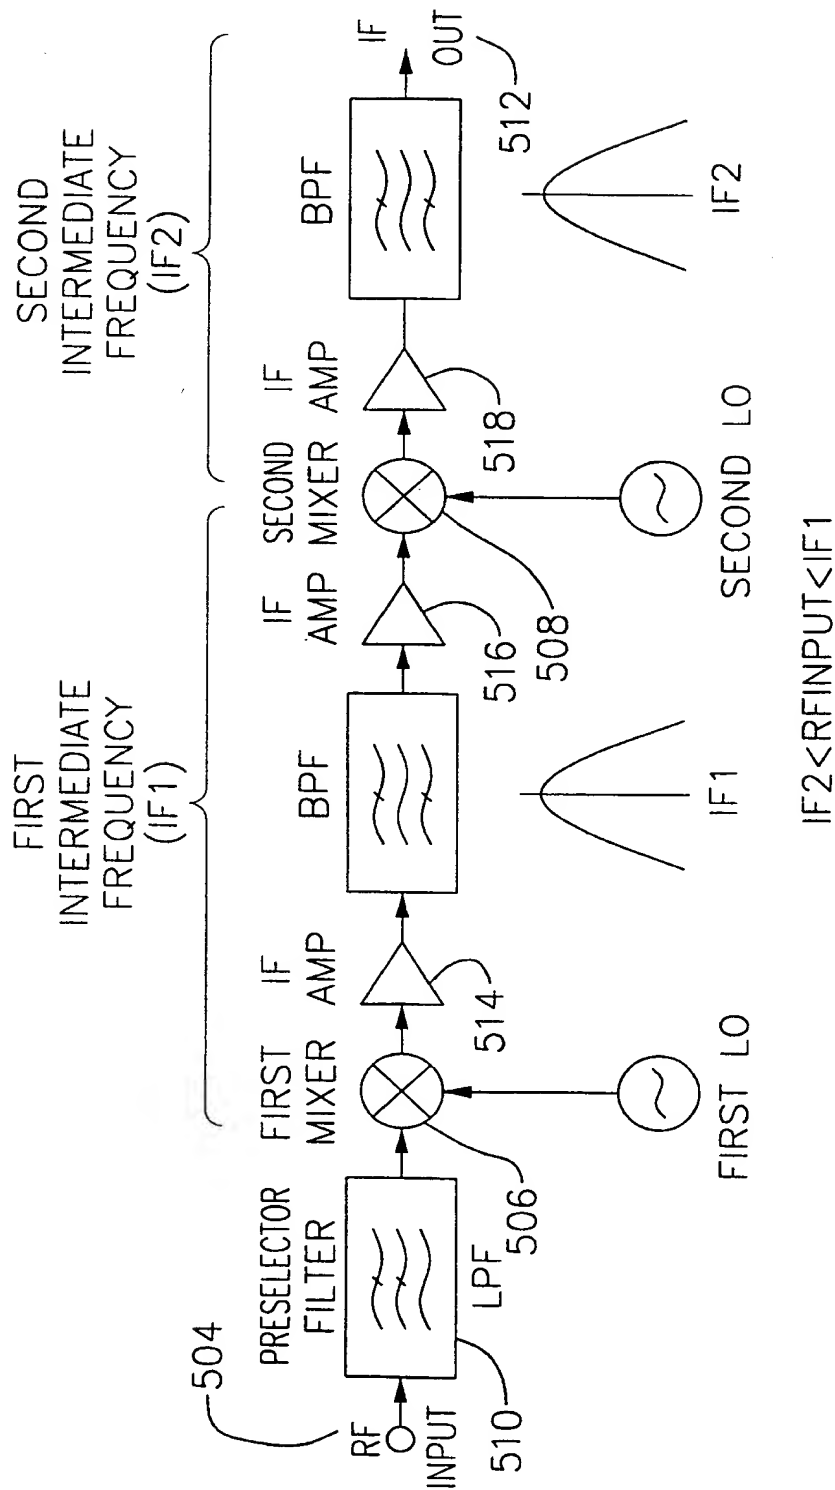 FIRST
INTERMEDIATE
FREQUENCY
(IF1)
SECOND
INTERMEDIATE
FREQUENCY
(IF2)
504
RF
INPUT
PRESELECTOR
FILTER
LPF
510
FIRST
MIXER
506
FIRST LO
IF
AMP
514
BPF
IF1
IF
AMP
516
SECOND
MIXER
508
SECOND LO
IF
AMP
518
BPF
IF2
IF
OUT
512
IF2<RFINPUT<IF1